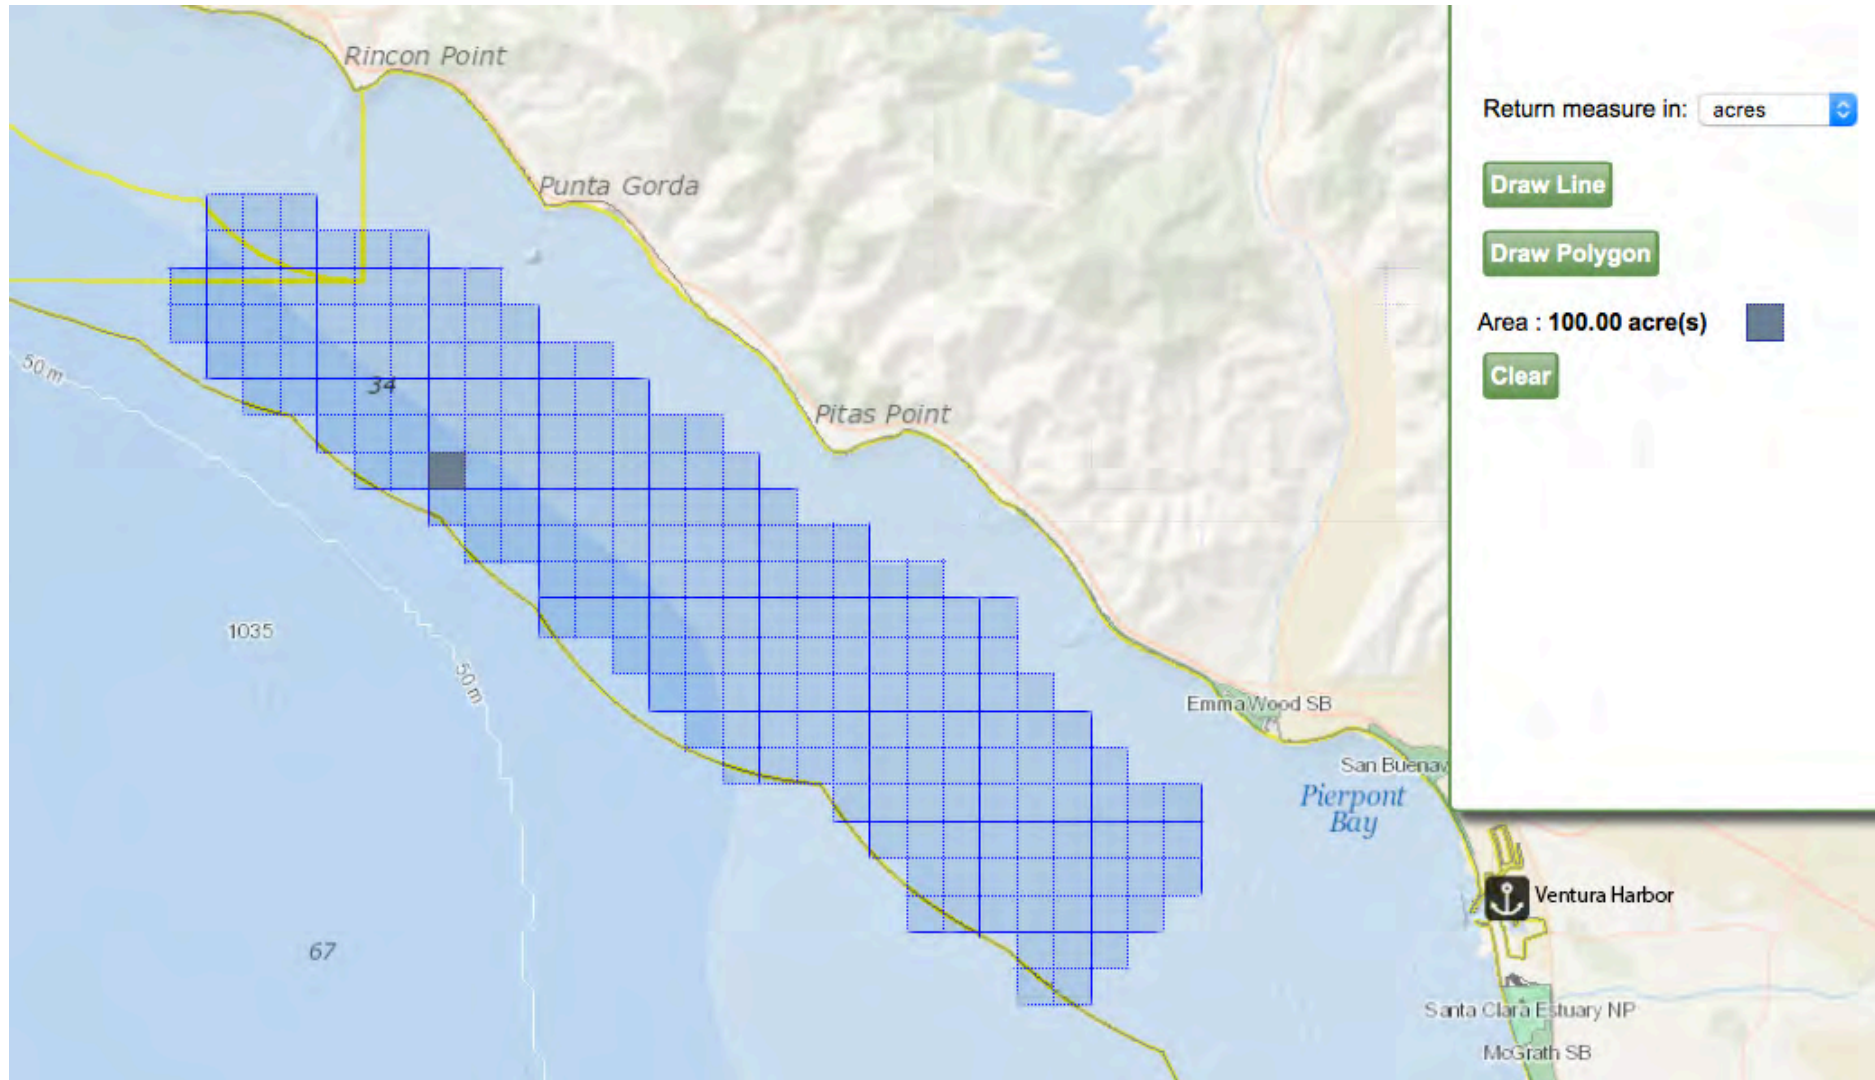 Rincon Point
Return measure in: acres
Punta Gorda
Draw Line
Draw Polygon
Area : 100.00 acre(s)
50 m
34
Clear
Pitas Point
1035
50 m
Emma Wood SB
San Buenav
Pierpont
Bay
Ventura Harbor
67
Santa Clara Estuary NP
McGrath SB